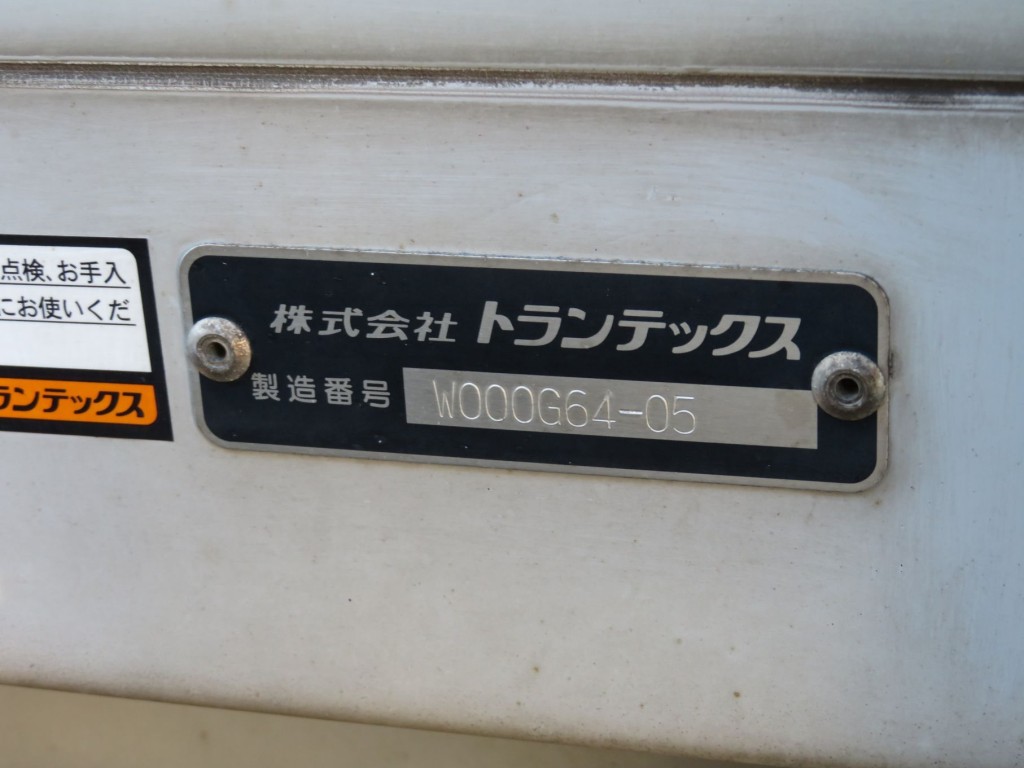 点検、お手入
にお使いくだ
ランテックス
株式会社 トランテックス
製造番号 W000G64-05